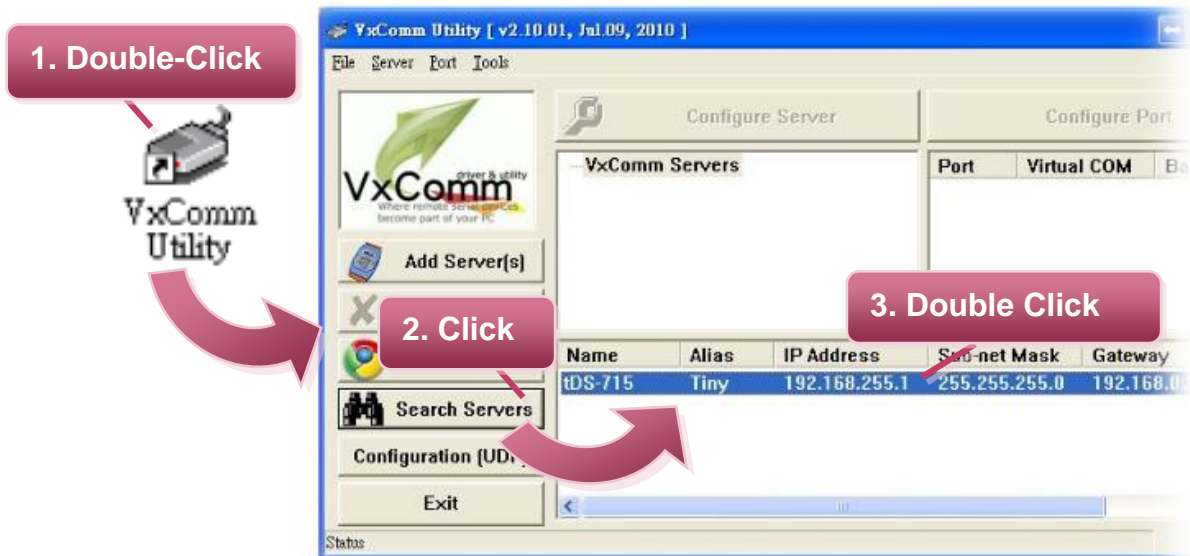 VxComm Utility [ v2.10.01, Jul.09, 2010 ]
1. Double-Click
File Server Port Tools
Configure Server
Configure Port
VxComm Servers
Port Virtual COM
VxComm
driver & utility
Where remote serial devices
become part of your PC
VxComm
Utility
Add Server(s)
2. Click
3. Double Click
Name Alias IP Address Sub-net Mask Gateway
tDS-715 Tiny 192.168.255.1 255.255.255.0
Search Servers
Configuration (UDP)
Exit
Status